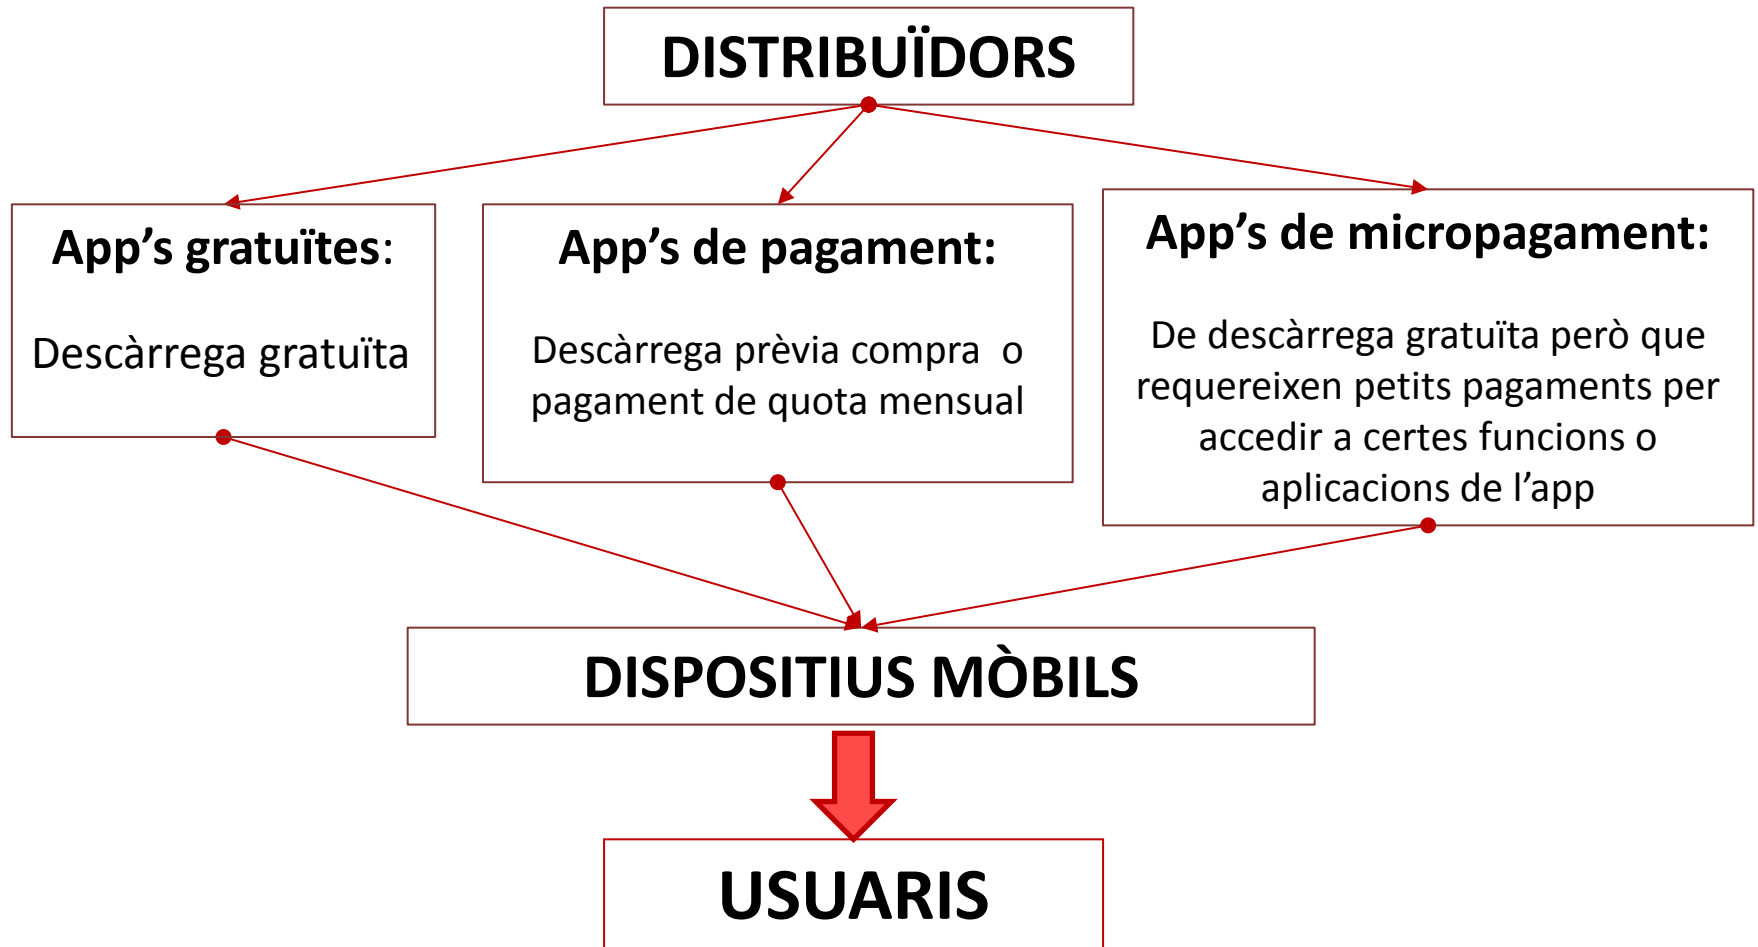 DISTRIBUÏDORS
App’s gratuïtes:
Descàrrega gratuïta
App’s de pagament:
Descàrrega prèvia compra o
pagament de quota mensual
App’s de micropagament:
De descàrrega gratuïta però que
requereixen petits pagaments per
accedir a certes funcions o
aplicacions de l’app
DISPOSITIUS MÒBILS
USUARIS